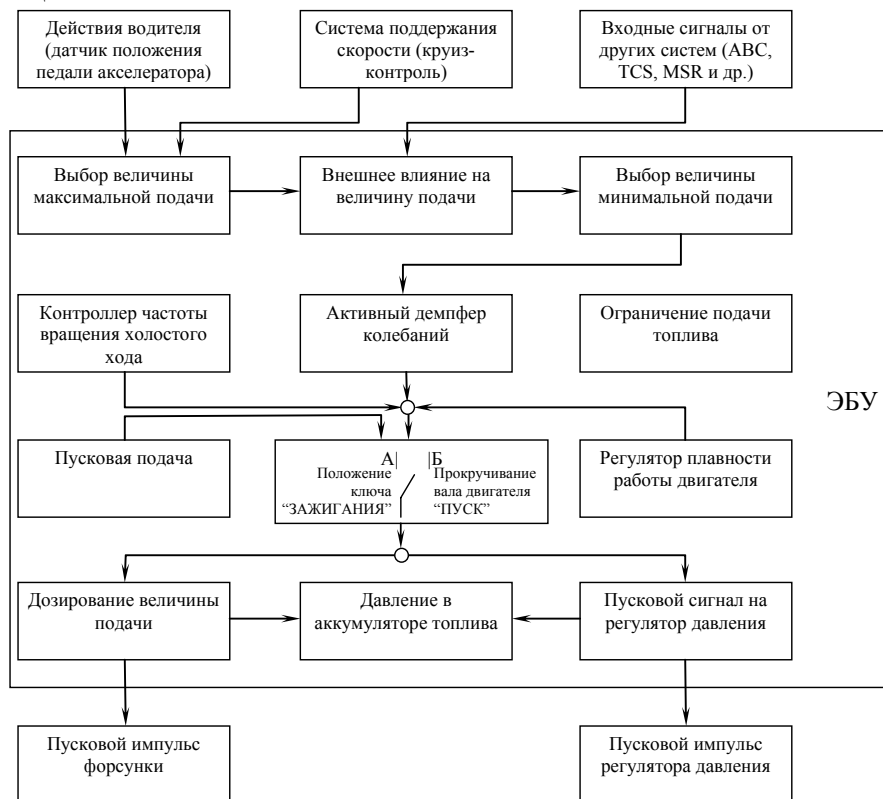 Действия водителя
(датчик положения
педали акселератора)
Система поддержания
скорости (круиз-
контроль)
Входные сигналы от
других систем (АВС,
TCS, MSR и др.)
Выбор величины
максимальной подачи
Внешнее влияние на
величину подачи
Выбор величины
минимальной подачи
Контроллер частоты
вращения холостого
хода
Активный демпфер
колебаний
Ограничение подачи
топлива
ЭБУ
Пусковая подача
А| |Б
Положение
ключа
“ЗАЖИГАНИЯ”
Прокручивание
вала двигателя
“ПУСК”
Регулятор плавности
работы двигателя
Дозирование величины
подачи
Давление в
аккумуляторе топлива
Пусковой сигнал на
регулятор давления
Пусковой импульс
форсунки
Пусковой импульс
регулятора давления